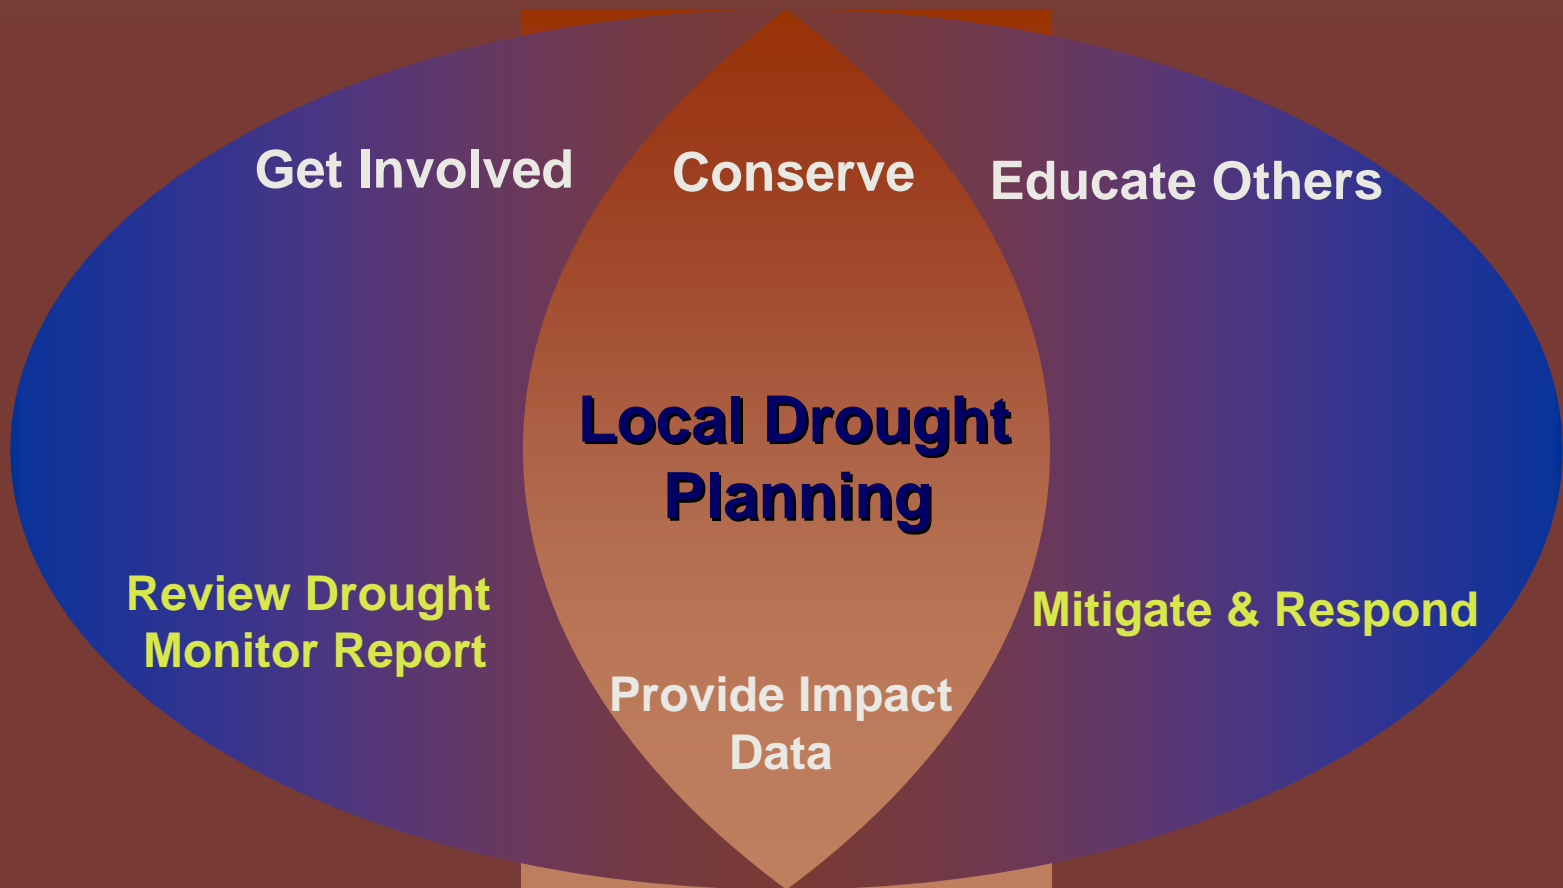 Get Involved
Conserve
Educate Others
Local Drought
Planning
Review Drought
Monitor Report
Mitigate & Respond
Provide Impact
Data